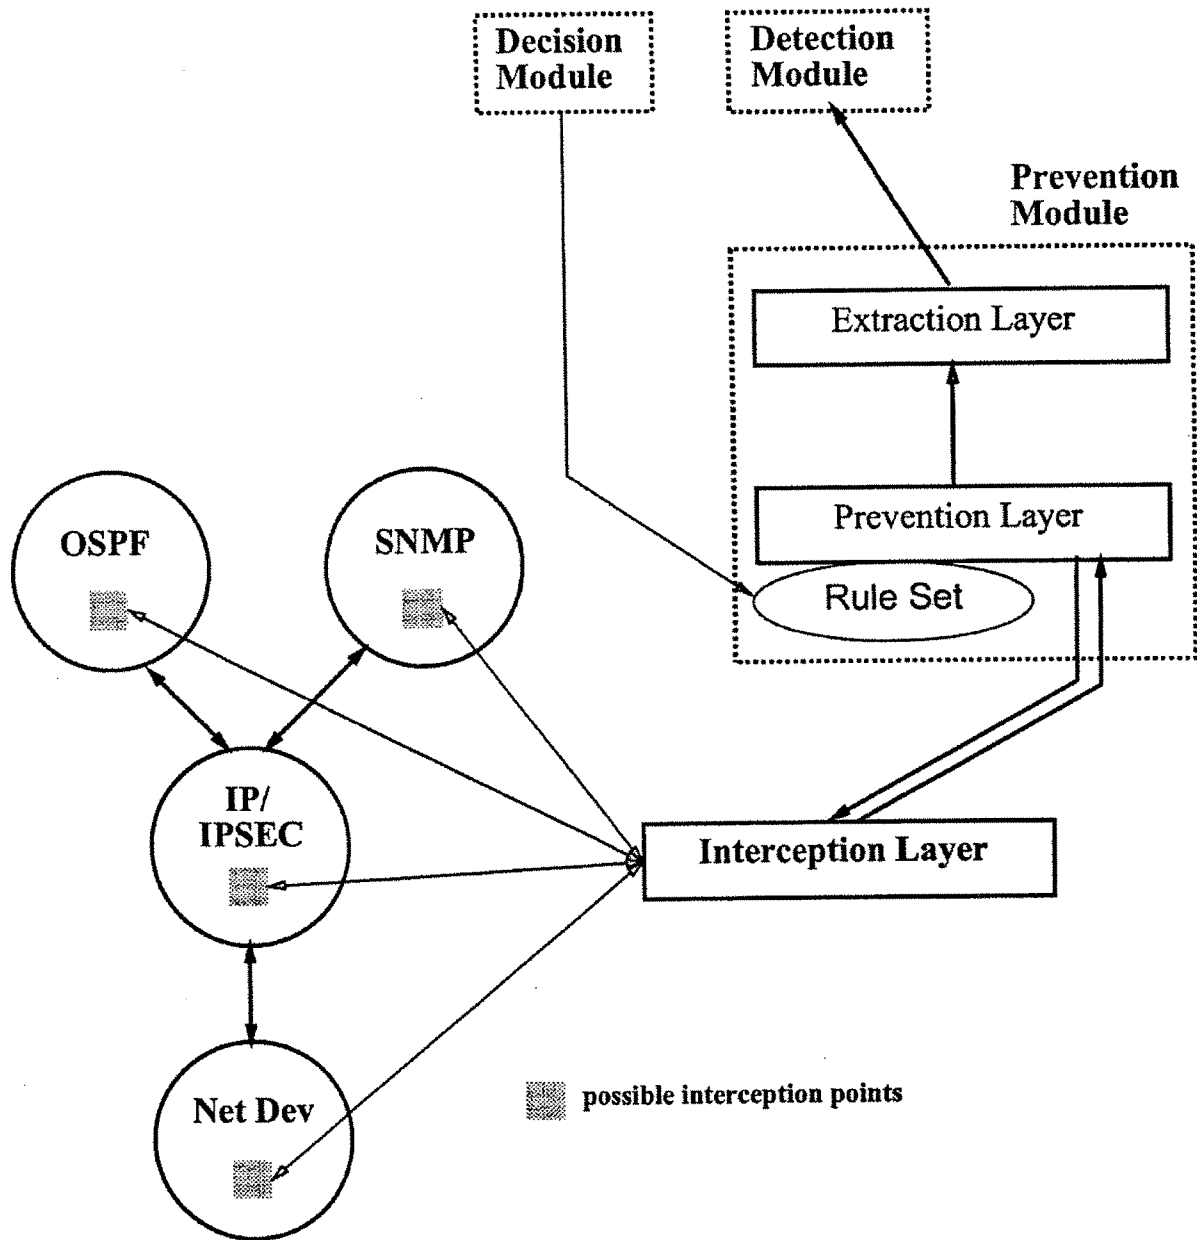 Decision
Module
Detection
Module
Prevention
Module
Extraction Layer
Prevention Layer
Rule Set
OSPF
SNMP
IP/
IPSEC
Interception Layer
Net Dev
possible interception points